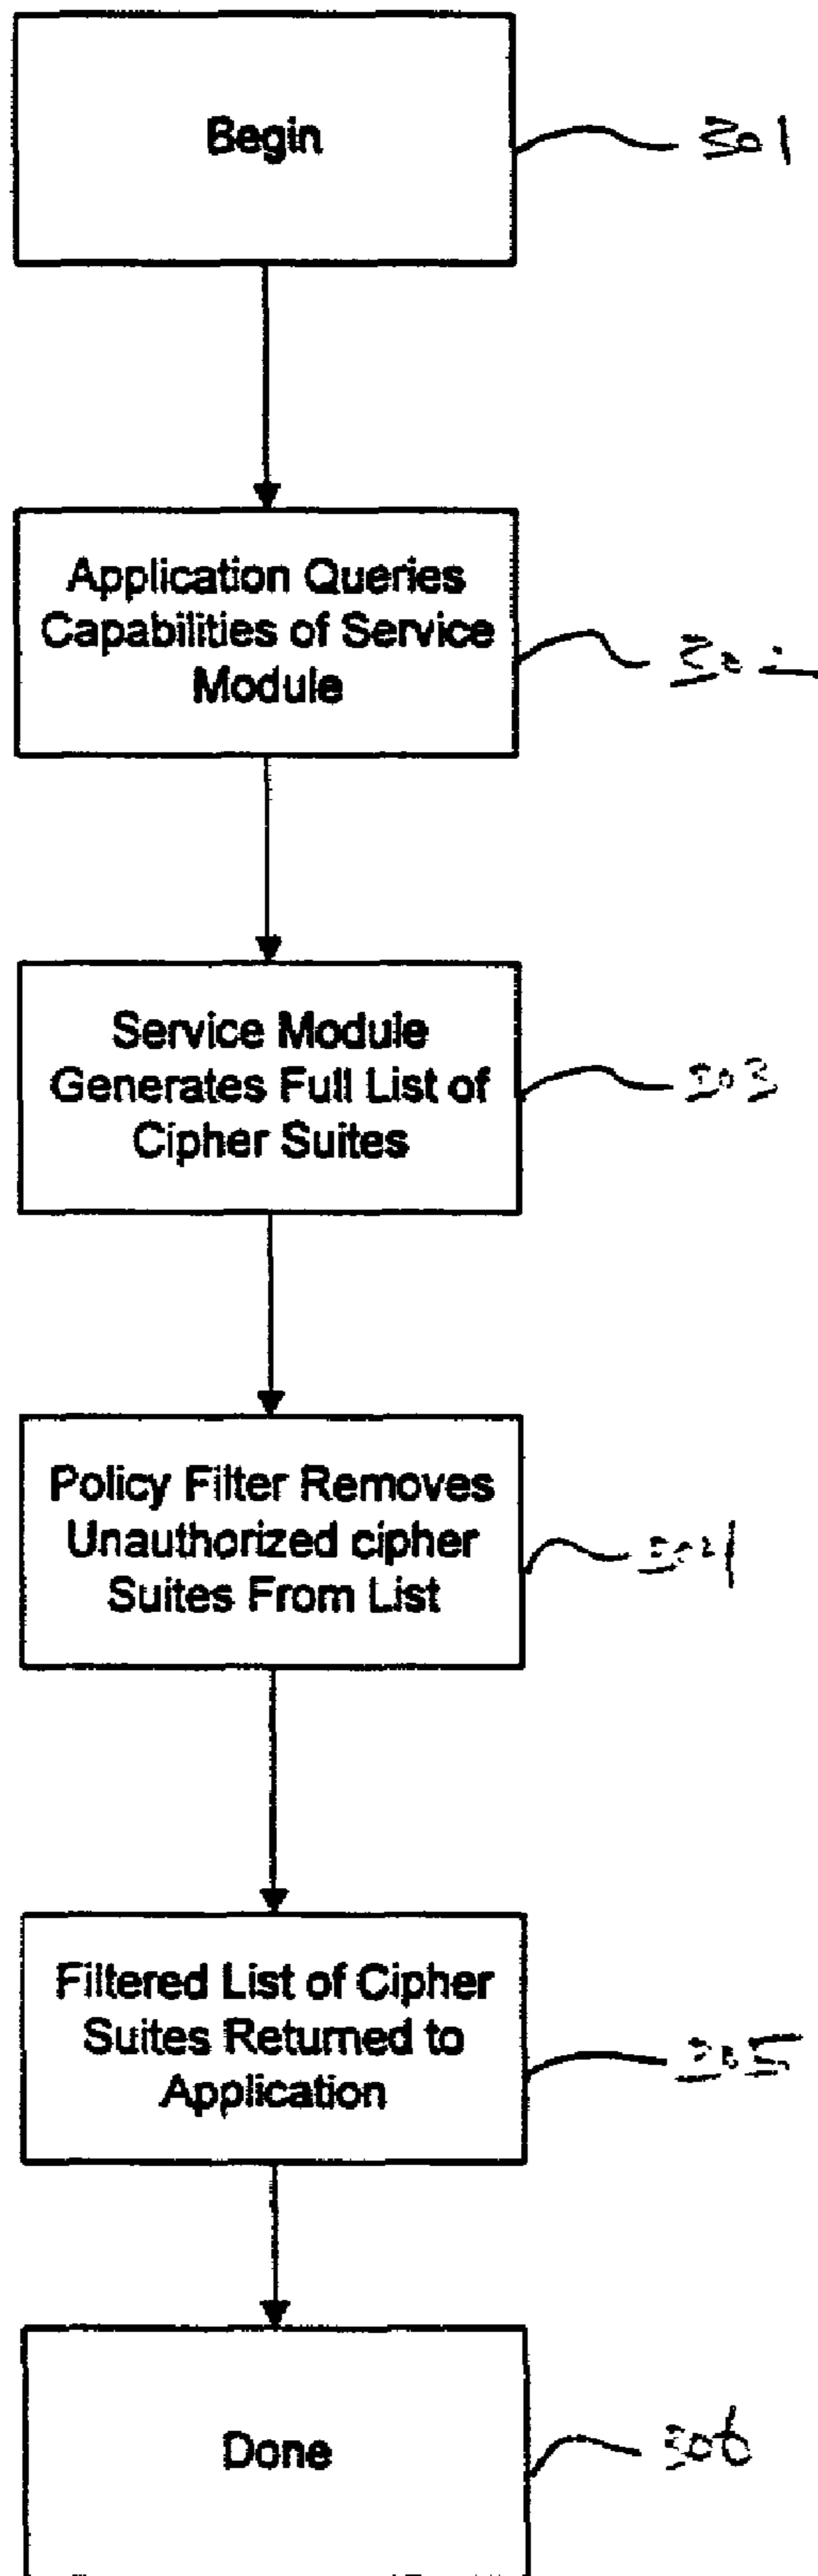 Begin
301
Application Queries
Capabilities of Service
Module
Service Module
Generates Full List of
Cipher Suites
303
Policy Filter Removes
Unauthorized cipher
Suites From List
304
Filtered List of Cipher
Suites Returned to
Application
305
Done
306